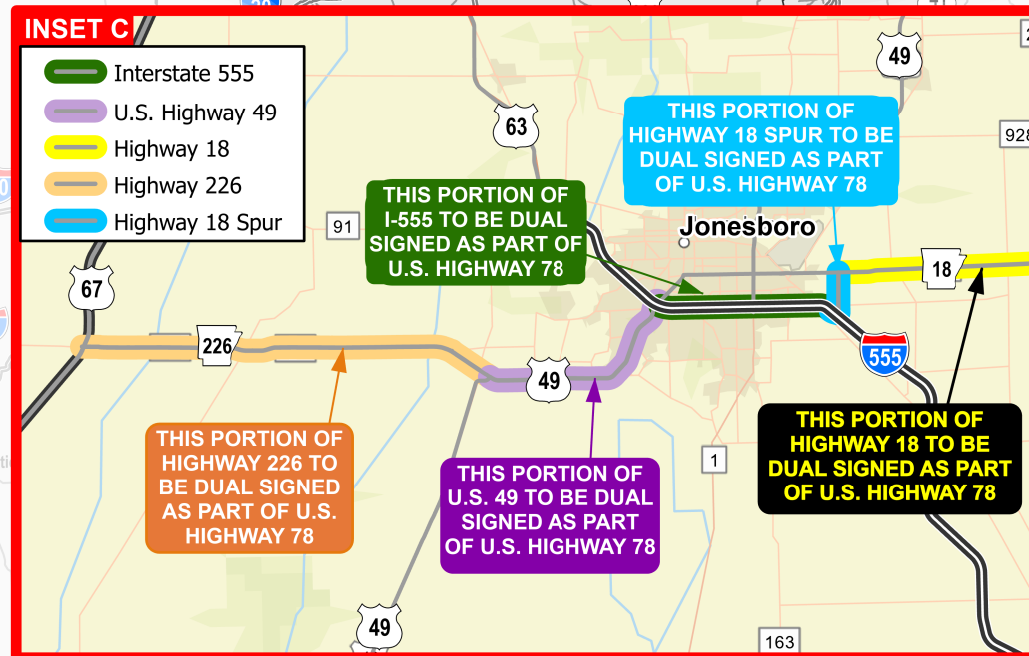 INSET C
Interstate 555
U.S. Highway 49
Highway 18
Highway 226
Highway 18 Spur
49
63
THIS PORTION OF
HIGHWAY 18 SPUR TO BE
DUAL SIGNED AS PART
OF U.S. HIGHWAY 78
928
THIS PORTION OF
I-555 TO BE DUAL
SIGNED AS PART OF
U.S. HIGHWAY 78
91
Jonesboro
18
67
226
49
555
THIS PORTION OF
HIGHWAY 226 TO
BE DUAL SIGNED
AS PART OF U.S.
HIGHWAY 78
THIS PORTION OF
U.S. 49 TO BE DUAL
SIGNED AS PART
OF U.S. HIGHWAY 78
1
THIS PORTION OF
HIGHWAY 18 TO BE
DUAL SIGNED AS PART
OF U.S. HIGHWAY 78
49
163